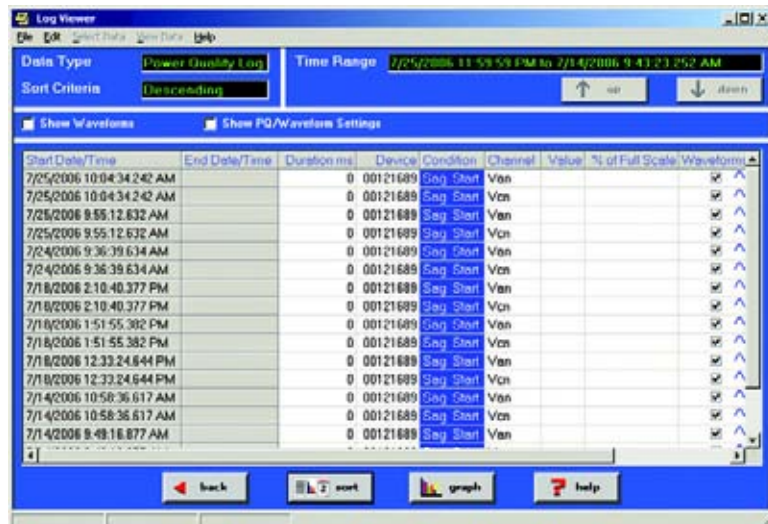 Log Viewer
File Edit Select Data View Data Help
Data Type Power Quality Log Time Range 7/25/2006 11:59:59 PM to 7/14/2006 9:43:23.252 AM
Sort Criteria Descending up down
Show Waveforms Show PQ/Waveform Settings
Start Date/Time End Date/Time Duration ms Device Condition Channel Value % of Full Scale Waveform
7/25/2006 10:04:34.242 AM 0 00121689 Sag Start Van
7/25/2006 10:04:34.242 AM 0 00121689 Sag Start Vcn
7/25/2006 9:55:12.632 AM 0 00121689 Sag Start Van
7/25/2006 9:55:12.632 AM 0 00121689 Sag Start Vcn
7/24/2006 9:36:39.634 AM 0 00121689 Sag Start Van
7/24/2006 9:36:39.634 AM 0 00121689 Sag Start Vcn
7/18/2006 2:10:40.377 PM 0 00121689 Sag Start Van
7/18/2006 2:10:40.377 PM 0 00121689 Sag Start Vcn
7/18/2006 1:51:55.382 PM 0 00121689 Sag Start Van
7/18/2006 1:51:55.382 PM 0 00121689 Sag Start Vcn
7/18/2006 12:33:24.644 PM 0 00121689 Sag Start Van
7/18/2006 12:33:24.644 PM 0 00121689 Sag Start Vcn
7/14/2006 10:58:36.617 AM 0 00121689 Sag Start Van
7/14/2006 10:58:36.617 AM 0 00121689 Sag Start Vcn
7/14/2006 9:49:16.877 AM 0 00121689 Sag Start Van
back sort graph help